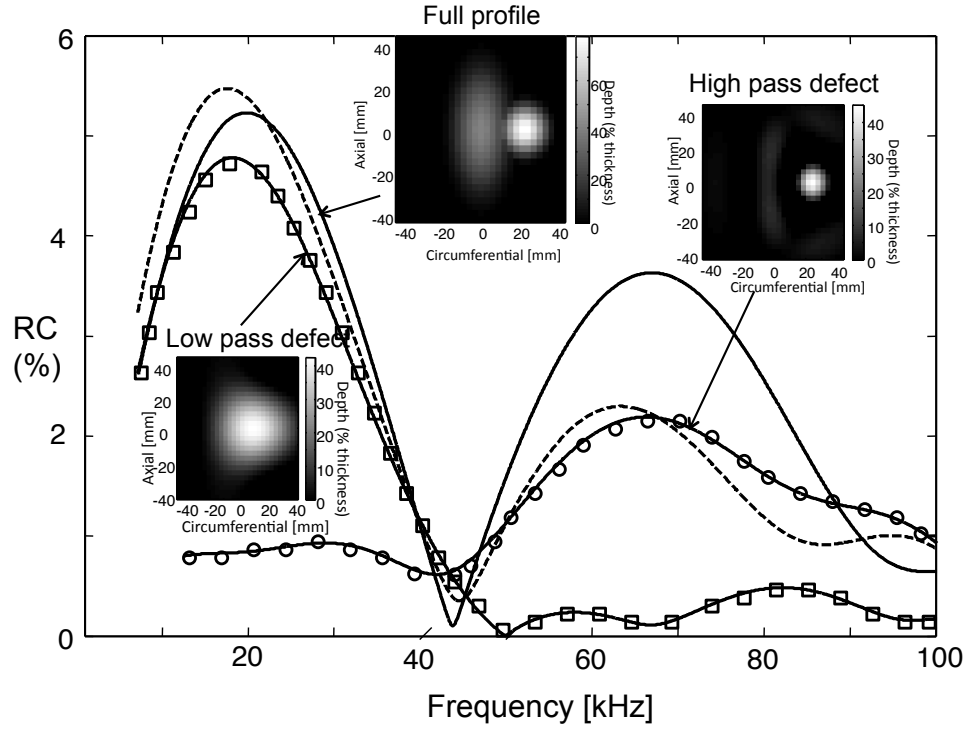 Full profile
6
40
20
0
-20
-40
Axial [mm]
-40 -20 0 20 40
Circumferential [mm]
60
40
20
0
Depth (% thickness)
High pass defect
40
20
0
-20
-40
Axial [mm]
-40 -20 0 20 40
Circumferential [mm]
40
30
20
10
0
Depth (% thickness)
4
RC
(%)
Low pass defect
40
20
0
-20
-40
Axial [mm]
-40 -20 0 20 40
Circumferential [mm]
40
30
20
10
0
Depth (% thickness)
2
0
20 40 60 80 100
Frequency [kHz]